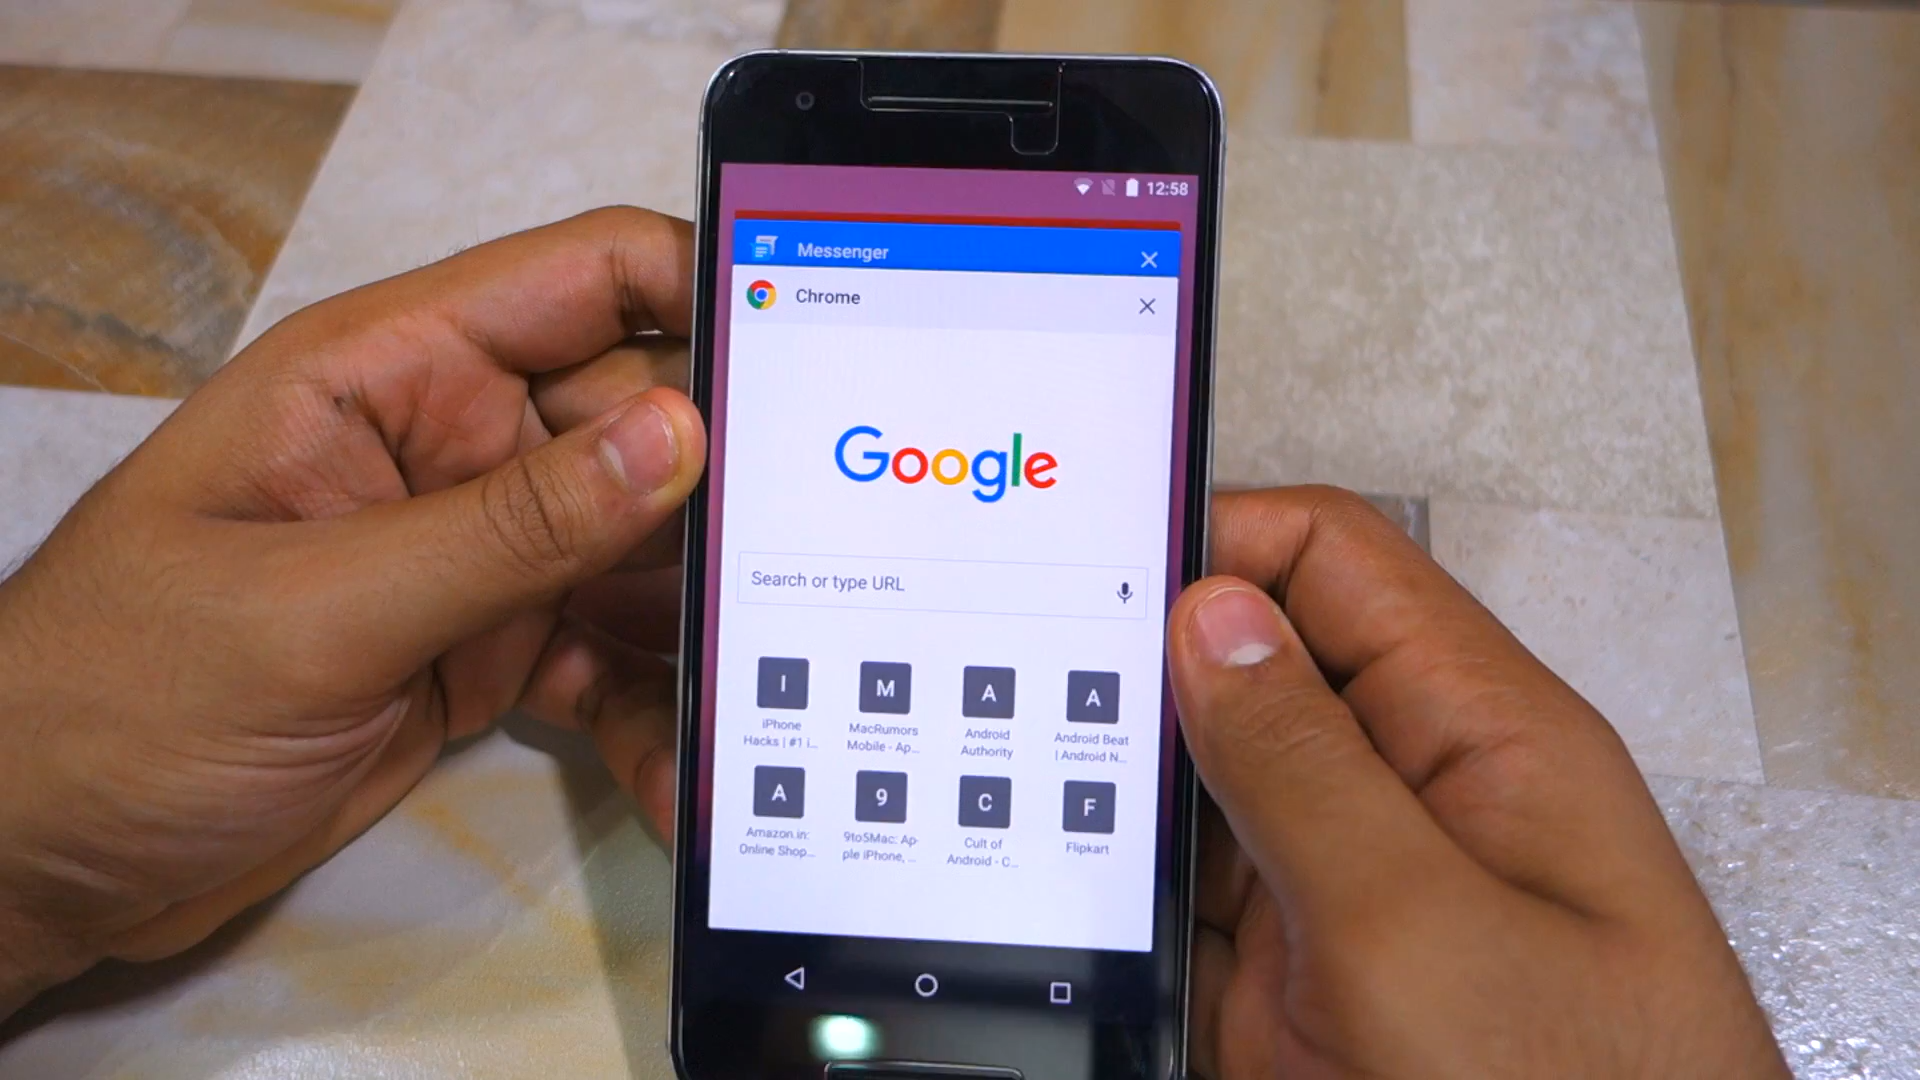 12:58
Messenger
Chrome
Google
Search or type URL
I
M
A
A
iPhone
Hacks | #1 i...
MacRumors
Mobile - Ap...
Android
Authority
Android Beat
| Android N...
A
9
C
F
Amazon.in:
Online Shop...
9to5Mac: Ap
ple iPhone, ...
Cult of
Android - C...
Flipkart